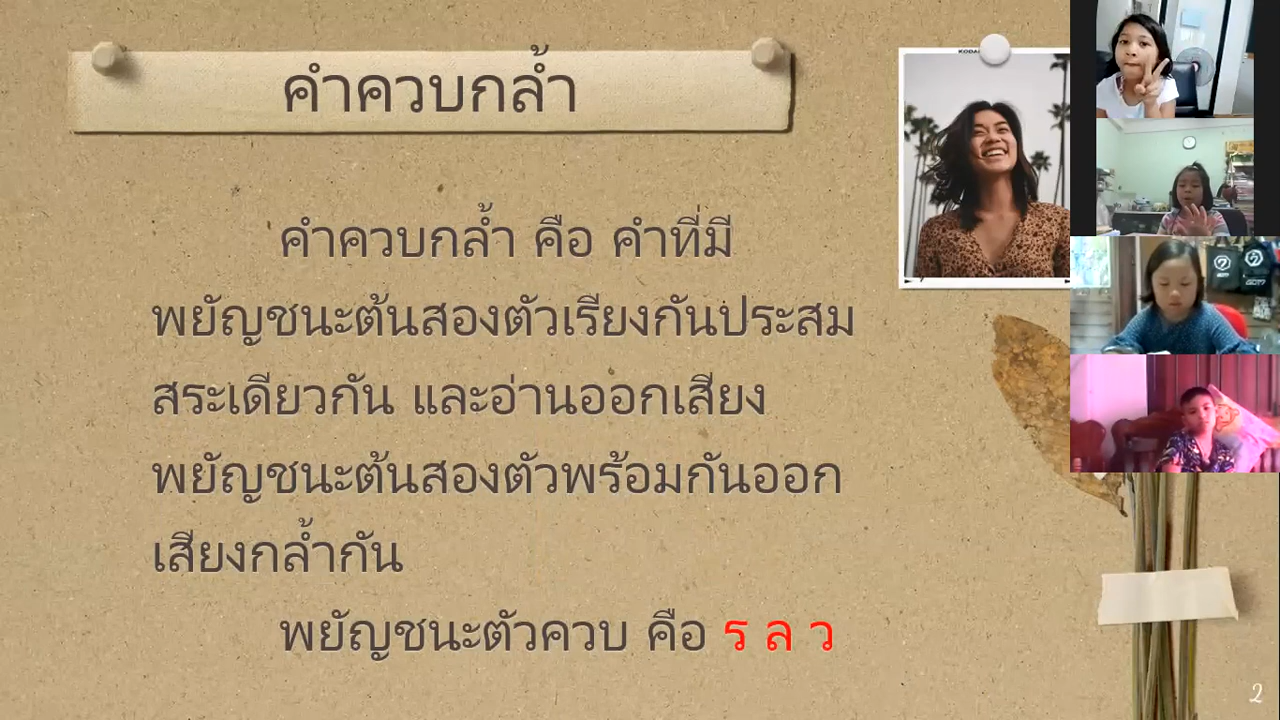 คำควบกล้ำ
คำควบกล้ำ คือ คำที่มี
พยัญชนะต้นสองตัวเรียงกันประสม
สระเดียวกัน และอ่านออกเสียง
พยัญชนะต้นสองตัวพร้อมกันออก
เสียงกล้ำกัน
พยัญชนะตัวควบ คือ ร ล ว
2